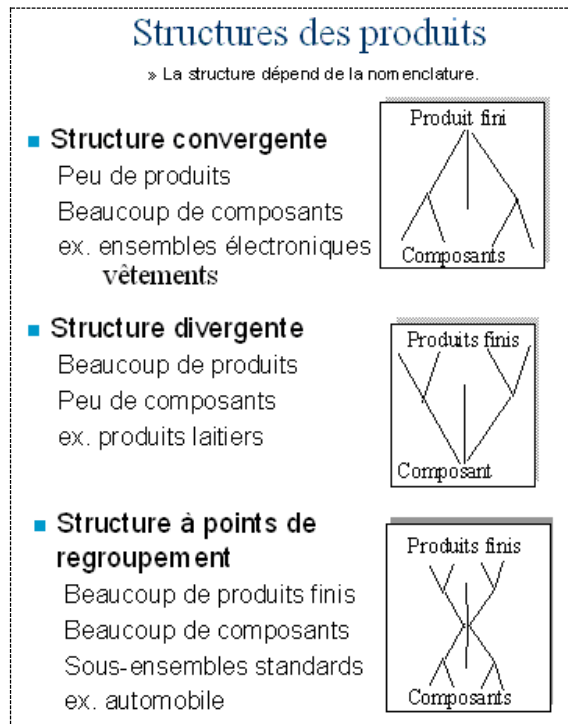 Structures des produits
» La structure dépend de la nomenclature.
■ Structure convergente
Peu de produits
Beaucoup de composants
ex. ensembles électroniques
vêtements
Produit fini
Composants
■ Structure divergente
Beaucoup de produits
Peu de composants
ex. produits laitiers
Produits finis
Composant
■ Structure à points de
regroupement
Beaucoup de produits finis
Beaucoup de composants
Sous-ensembles standards
ex. automobile
Produits finis
Composants